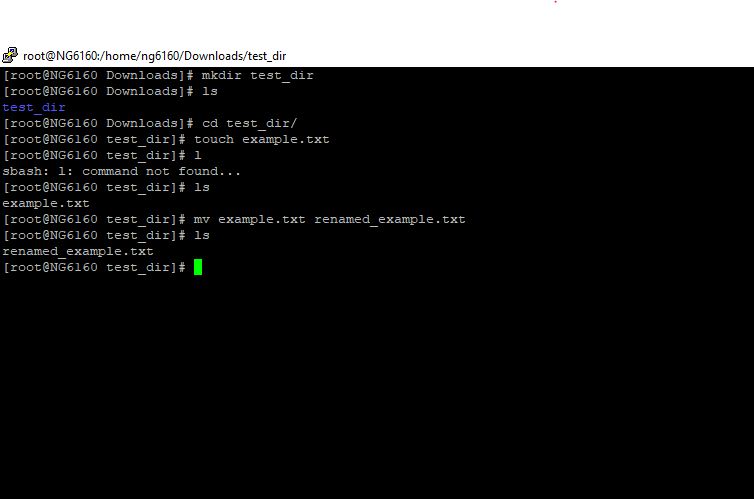 root@NG6160:/home/ng6160/Downloads/test_dir
[root@NG6160 Downloads]# mkdir test_dir
[root@NG6160 Downloads]# ls
test_dir
[root@NG6160 Downloads]# cd test_dir/
[root@NG6160 test_dir]# touch example.txt
[root@NG6160 test_dir]# l
sbash: l: command not found...
[root@NG6160 test_dir]# ls
example.txt
[root@NG6160 test_dir]# mv example.txt renamed_example.txt
[root@NG6160 test_dir]# ls
renamed_example.txt
[root@NG6160 test_dir]#